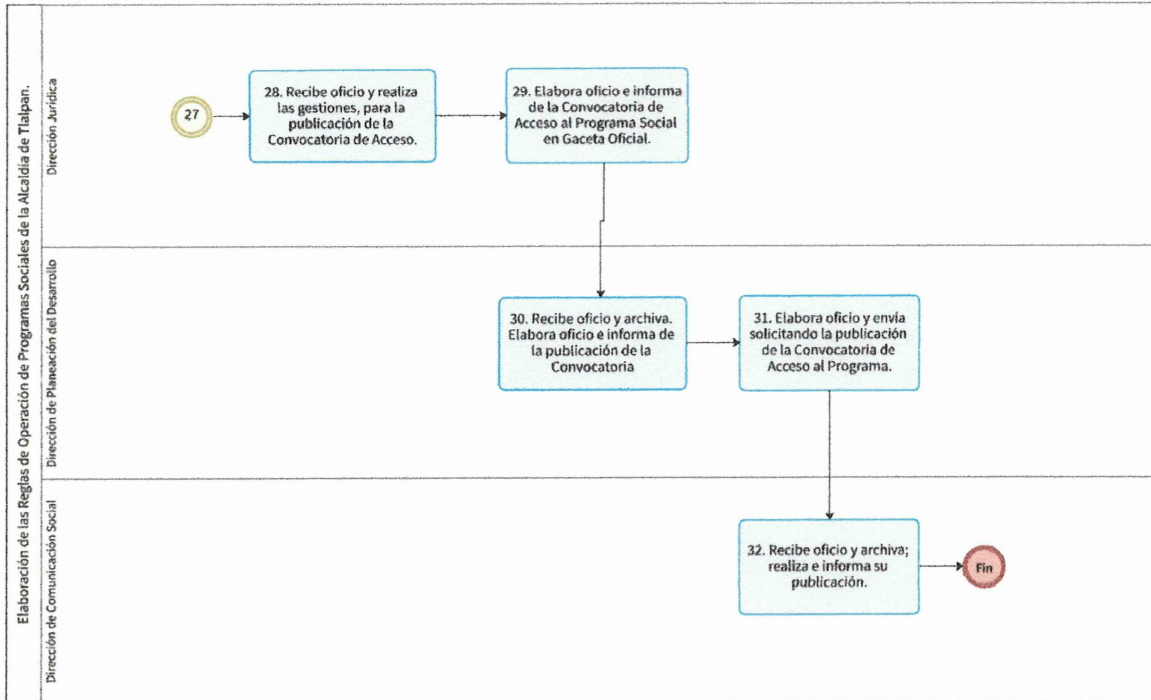 Elaboración de las Reglas de Operación de Programas Sociales de la Alcaldía de Tlalpan.
Dirección Jurídica
27
28. Recibe oficio y realiza
las gestiones, para la
publicación de la
Convocatoria de Acceso.
29. Elabora oficio e informa
de la Convocatoria de
Acceso al Programa Social
en Gaceta Oficial.
Dirección de Planeación del Desarrollo
30. Recibe oficio y archiva.
Elabora oficio e informa de
la publicación de la
Convocatoria
31. Elabora oficio y envía
solicitando la publicación
de la Convocatoria de
Acceso al Programa.
Dirección de Comunicación Social
32. Recibe oficio y archiva;
realiza e informa su
publicación.
Fin